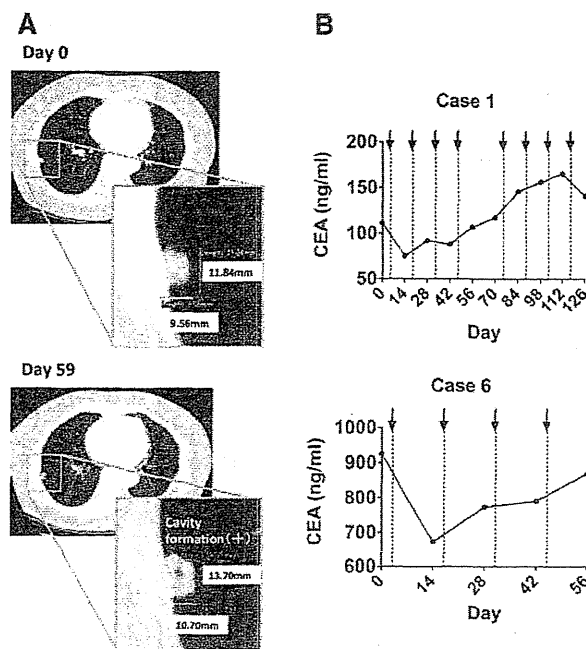 A
Day 0
11.84mm
9.56mm
Day 59
Cavity
formation(+)
13.70mm
10.70mm
B
Case 1
CEA (ng/ml)
200
150
100
50
0 14 28 42 56 70 84 98 112 126
Day
Case 6
CEA (ng/ml)
1000
900
800
700
600
0 14 28 42 56
Day